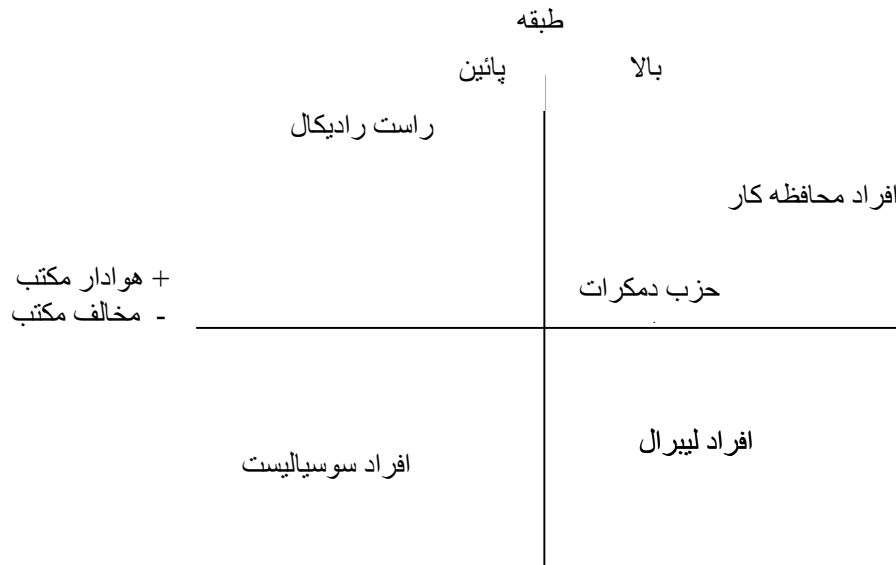 طبقه
بالا پائین
راست رادیکال
افراد محافظه کار
+ هوادار مکتب
حزب دمکرات
- مخالف مکتب
افراد لیبرال
افراد سوسیالیست